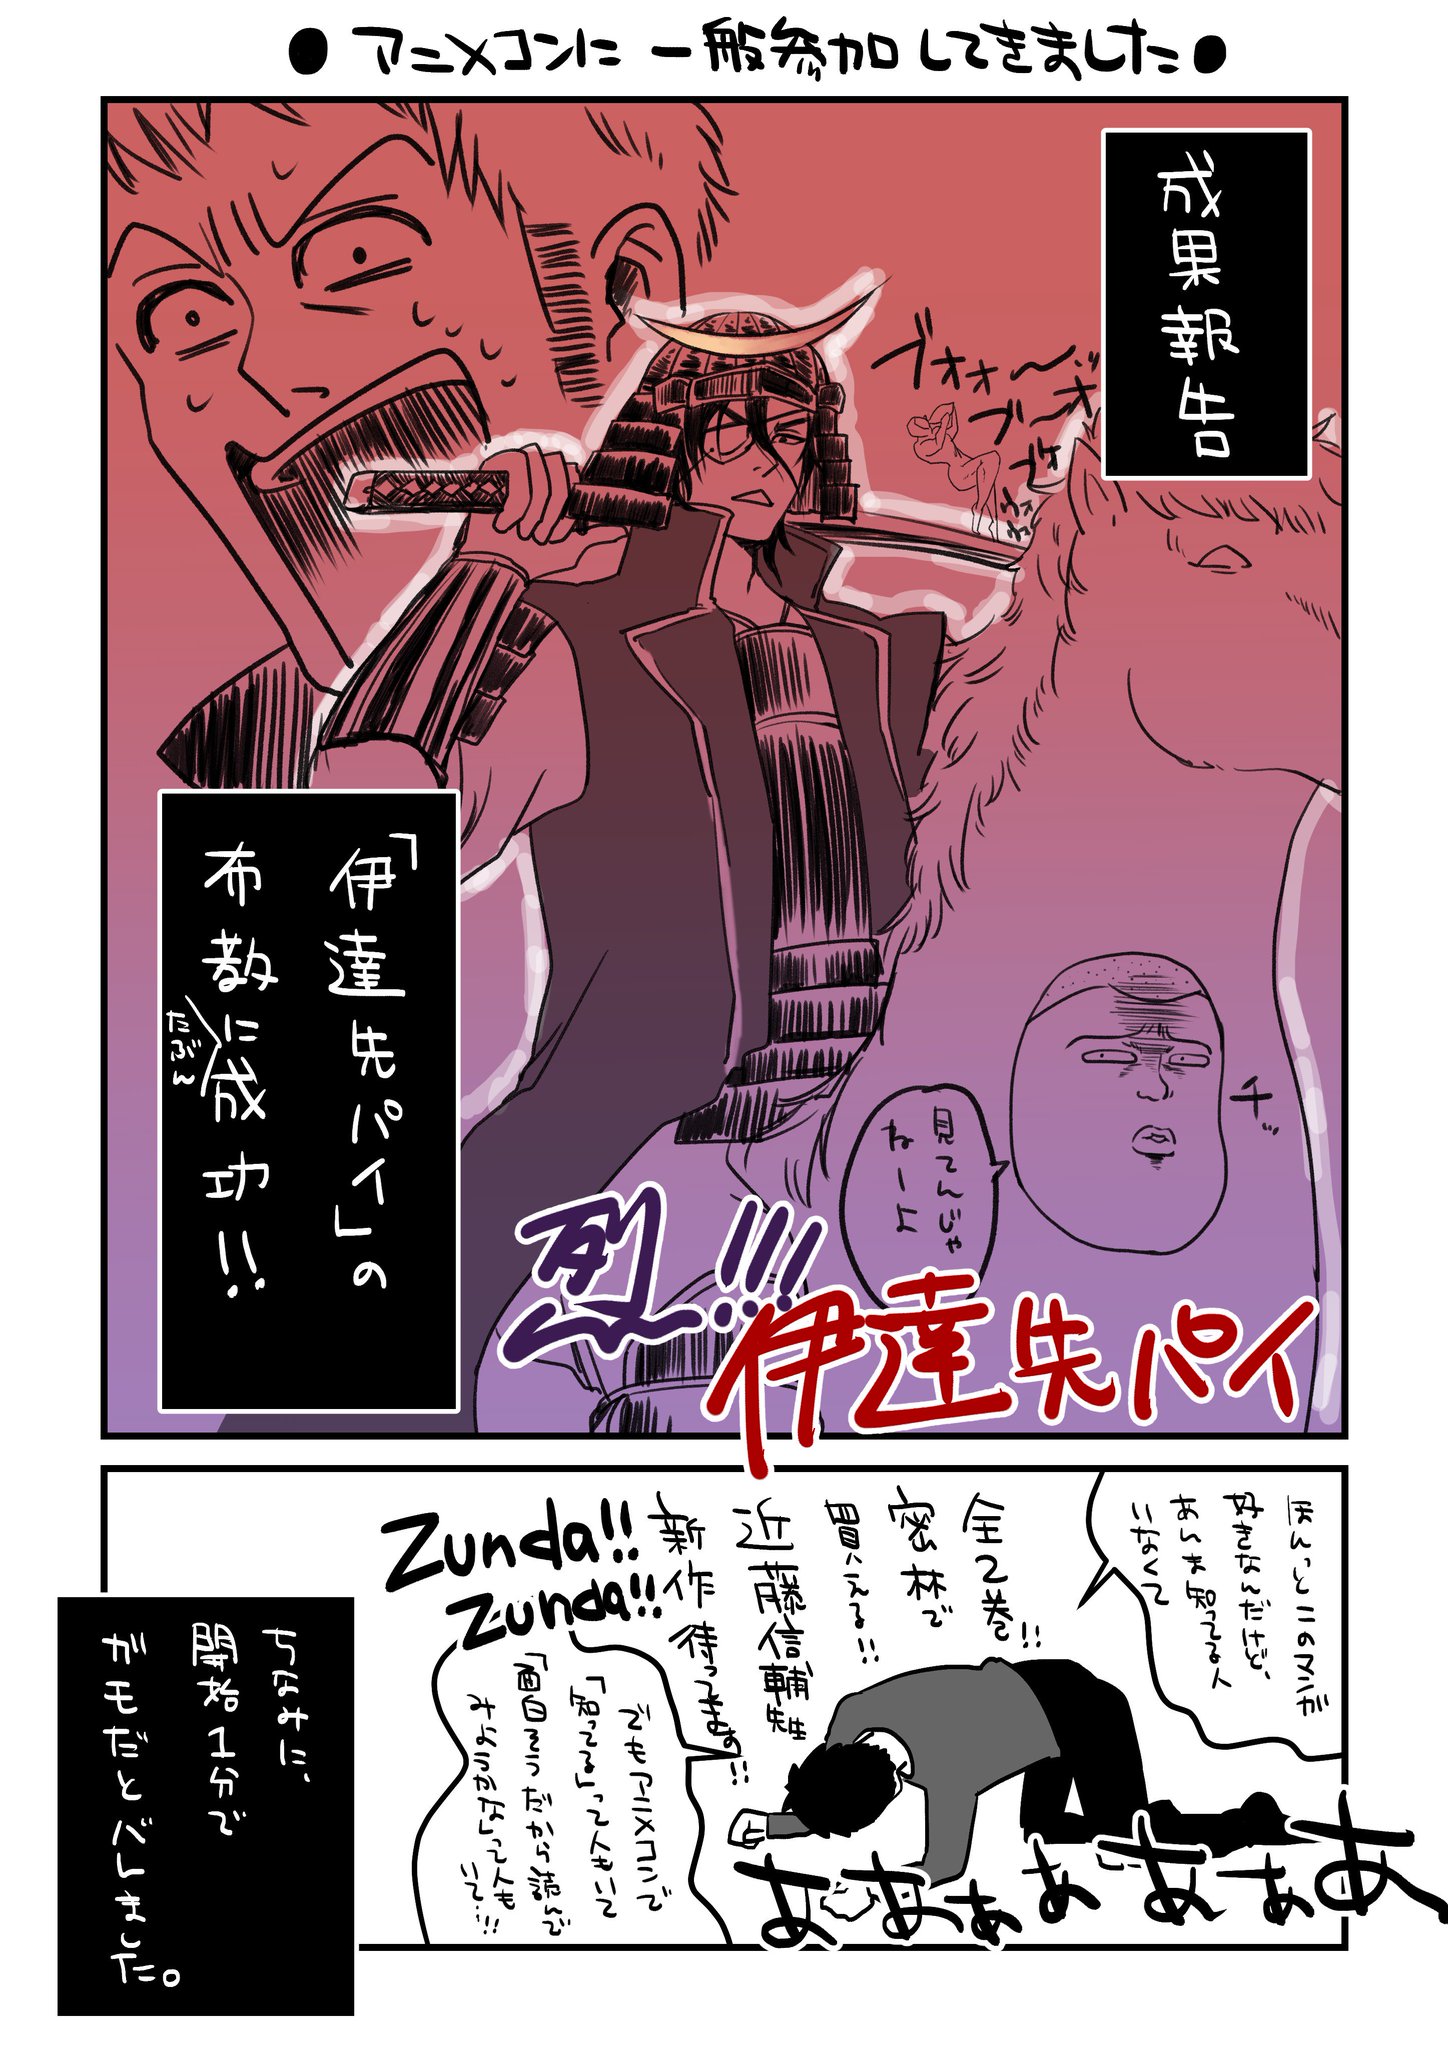 ●アニメコンに一般参加してきました●
成果報告
ブォォ〜
ブ〜オ
ブオ
「伊達先パイ」の
布教に成功!!
たぶん
チッ
見てんじゃ
ねーよ
烈!!!
伊達先パイ
ほんっとこのマンガ
好きなんだけど、
あんま知ってる人
いなくて
全2巻!!
密林で
買える!!
近藤信輔先生
新作待ってます!!
Zunda!!
Zunda!!
でもアニメコンで
「知ってる」って人もいて
「面白そうだから読んで
みようかな」って人も
いて…!!
あぁああぁあああ
ちなみに、
開始1分で
ガモだとバレました。